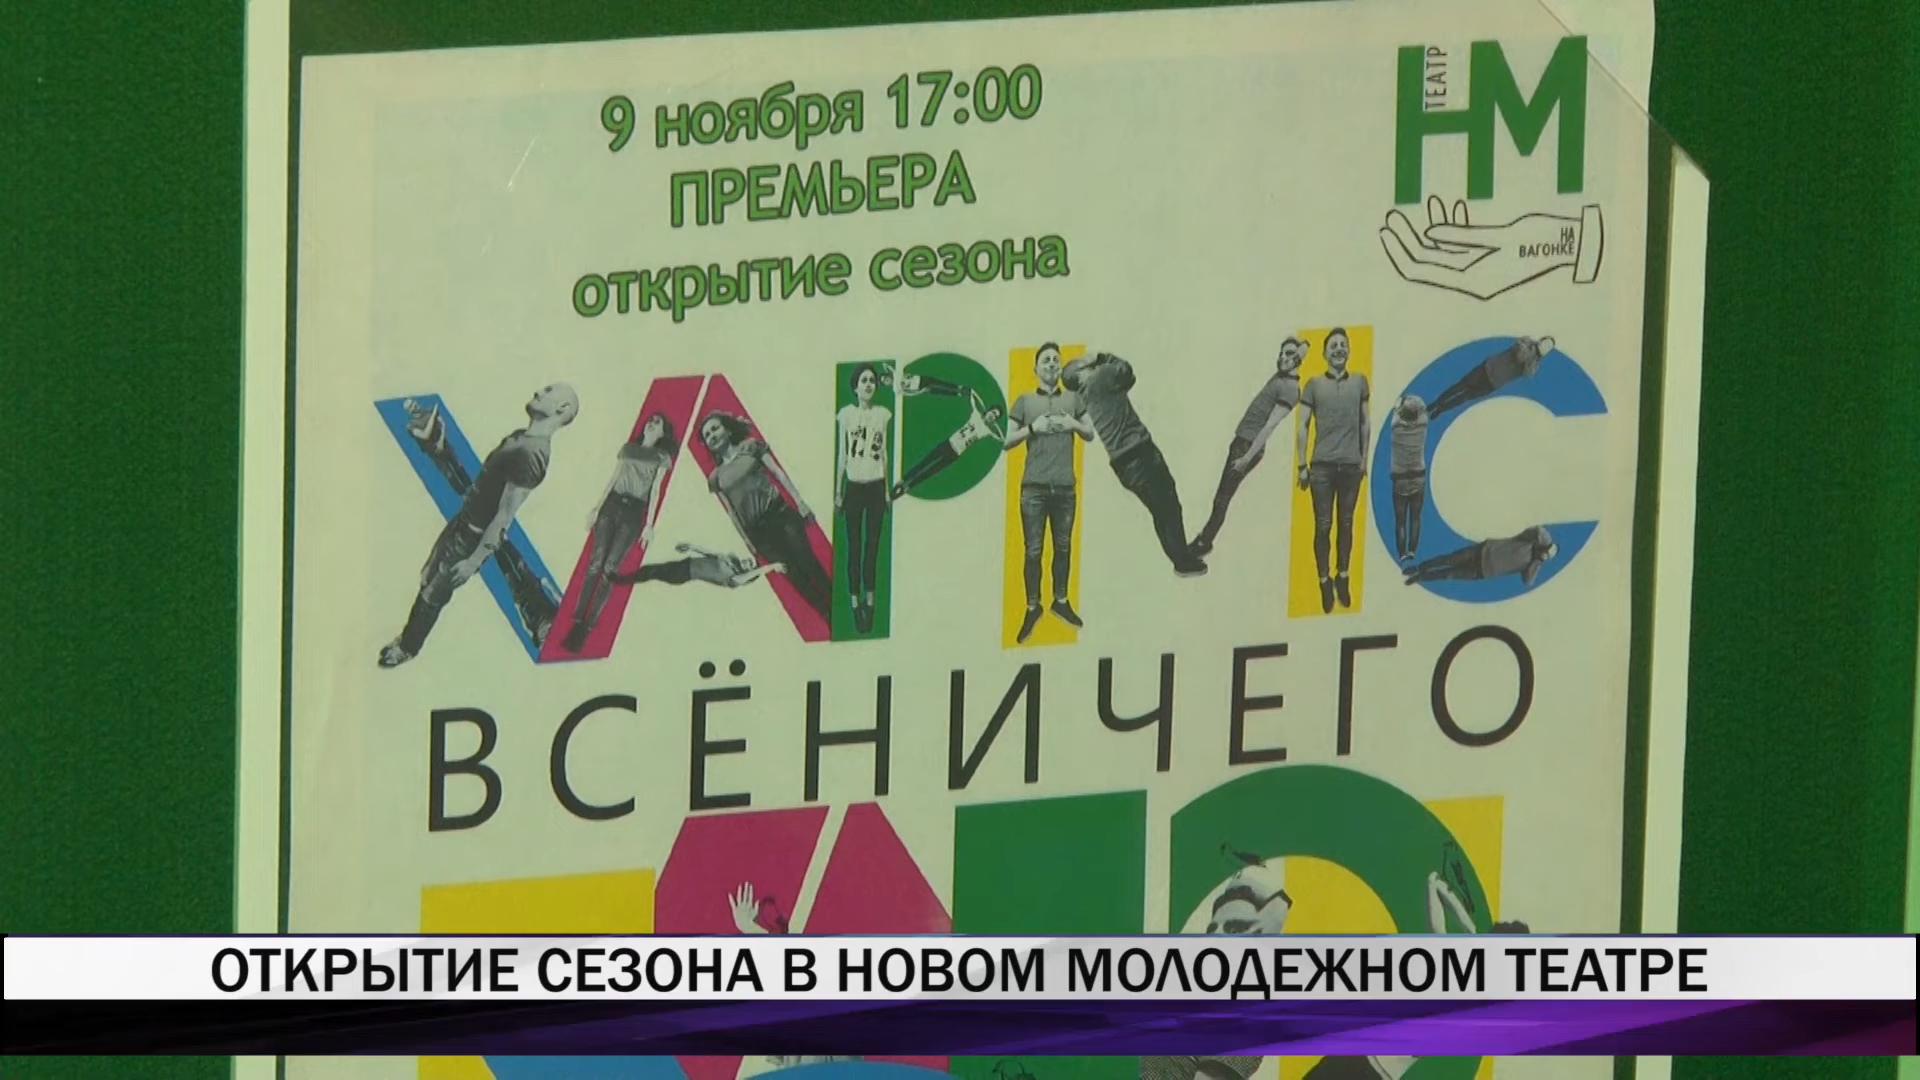 9 ноября 17:00
ПРЕМЬЕРА
открытие сезона
ТЕАТР
НМ
НА
ВАГОНКЕ
ХАРМС
ВСЁНИЧЕГО
ОТКРЫТИЕ СЕЗОНА В НОВОМ МОЛОДЕЖНОМ ТЕАТРЕ